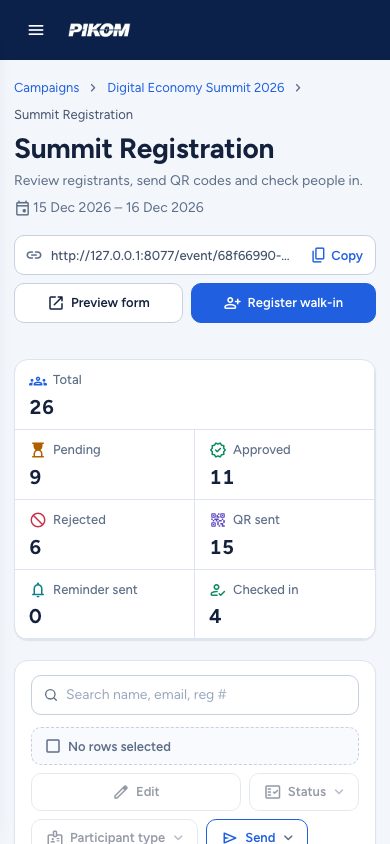 PIKOM
Campaigns > Digital Economy Summit 2026 >
Summit Registration
Summit Registration
Review registrants, send QR codes and check people in.
15 Dec 2026 – 16 Dec 2026
http://127.0.0.1:8077/event/68f66990-... Copy
Preview form Register walk-in
Total
26
Pending Approved
9 11
Rejected QR sent
6 15
Reminder sent Checked in
0 4
Search name, email, reg #
No rows selected
Edit Status
Participant type Send